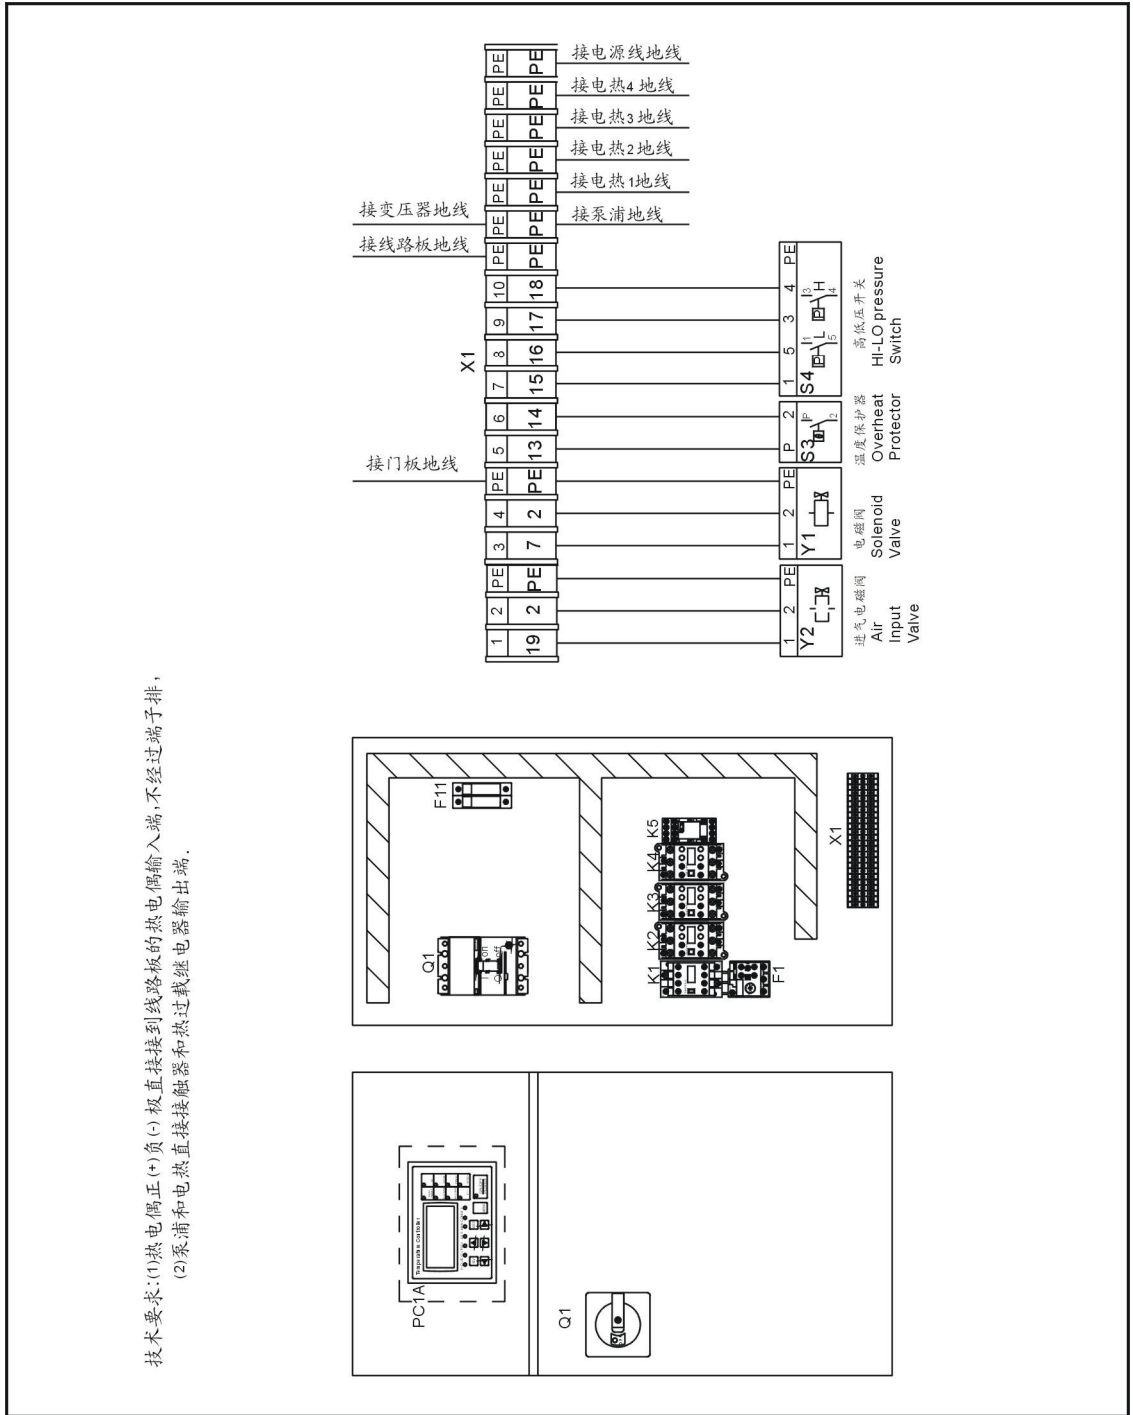 接电源线地线
接电热4地线
接电热3地线
接电热2地线
接电热1地线
接泵浦地线
接变压器地线
接线路板地线
接门板地线
X1
PE PE
PE PE
PE PE
PE PE
PE PE
PE PE
PE PE
10 18
9 17
8 16
7 15
6 14
5 13
PE PE
4 2
3 7
PE PE
2 2
1 19
1 5 3 4 PE
S4
P L 1 5
P H 3 4
高低压开关
HI-LO pressure
Switch
P 2
S3
P 2
温度保护器
Overheat
Protector
1 2 PE
Y1
电磁阀
Solenoid
Valve
1 2 PE
Y2
进气电磁阀
Air
Input
Valve
技术要求:(1)热电偶正(+)负(-)极直接接到线路板的热电偶输入端,不经过端子排,
(2)泵浦和电热直接接触器和热过载继电器输出端.
F11
Q1
on
off
K1 K2 K3 K4 K5
F1
X1
PC1A
Temperature Controller
Q1